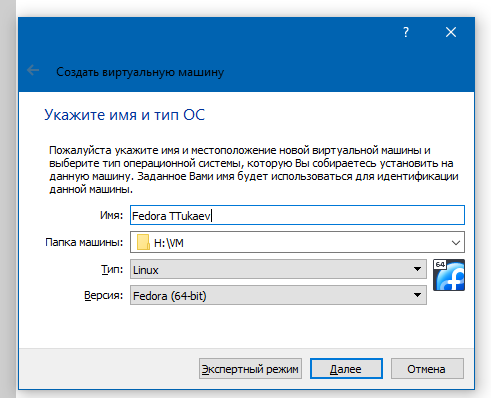 ?
Создать виртуальную машину
Укажите имя и тип ОС
Пожалуйста укажите имя и местоположение новой виртуальной машины и
выберите тип операционной системы, которую Вы собираетесь установить на
данную машину. Заданное Вами имя будет использоваться для идентификации
данной машины.
Имя: Fedora TTukaev
Папка машины: H:\VM
Тип: Linux
64
Версия: Fedora (64-bit)
Экспертный режим Далее Отмена